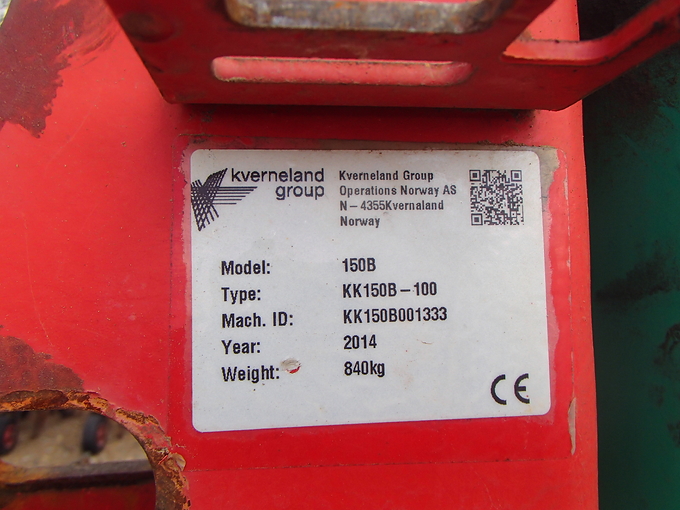 kverneland
group
Kverneland Group
Operations Norway AS
N-4355Kvernaland
Norway
Model: 150B
Type: KK150B-100
Mach. ID: KK150B001333
Year: 2014
Weight: 840kg
CE